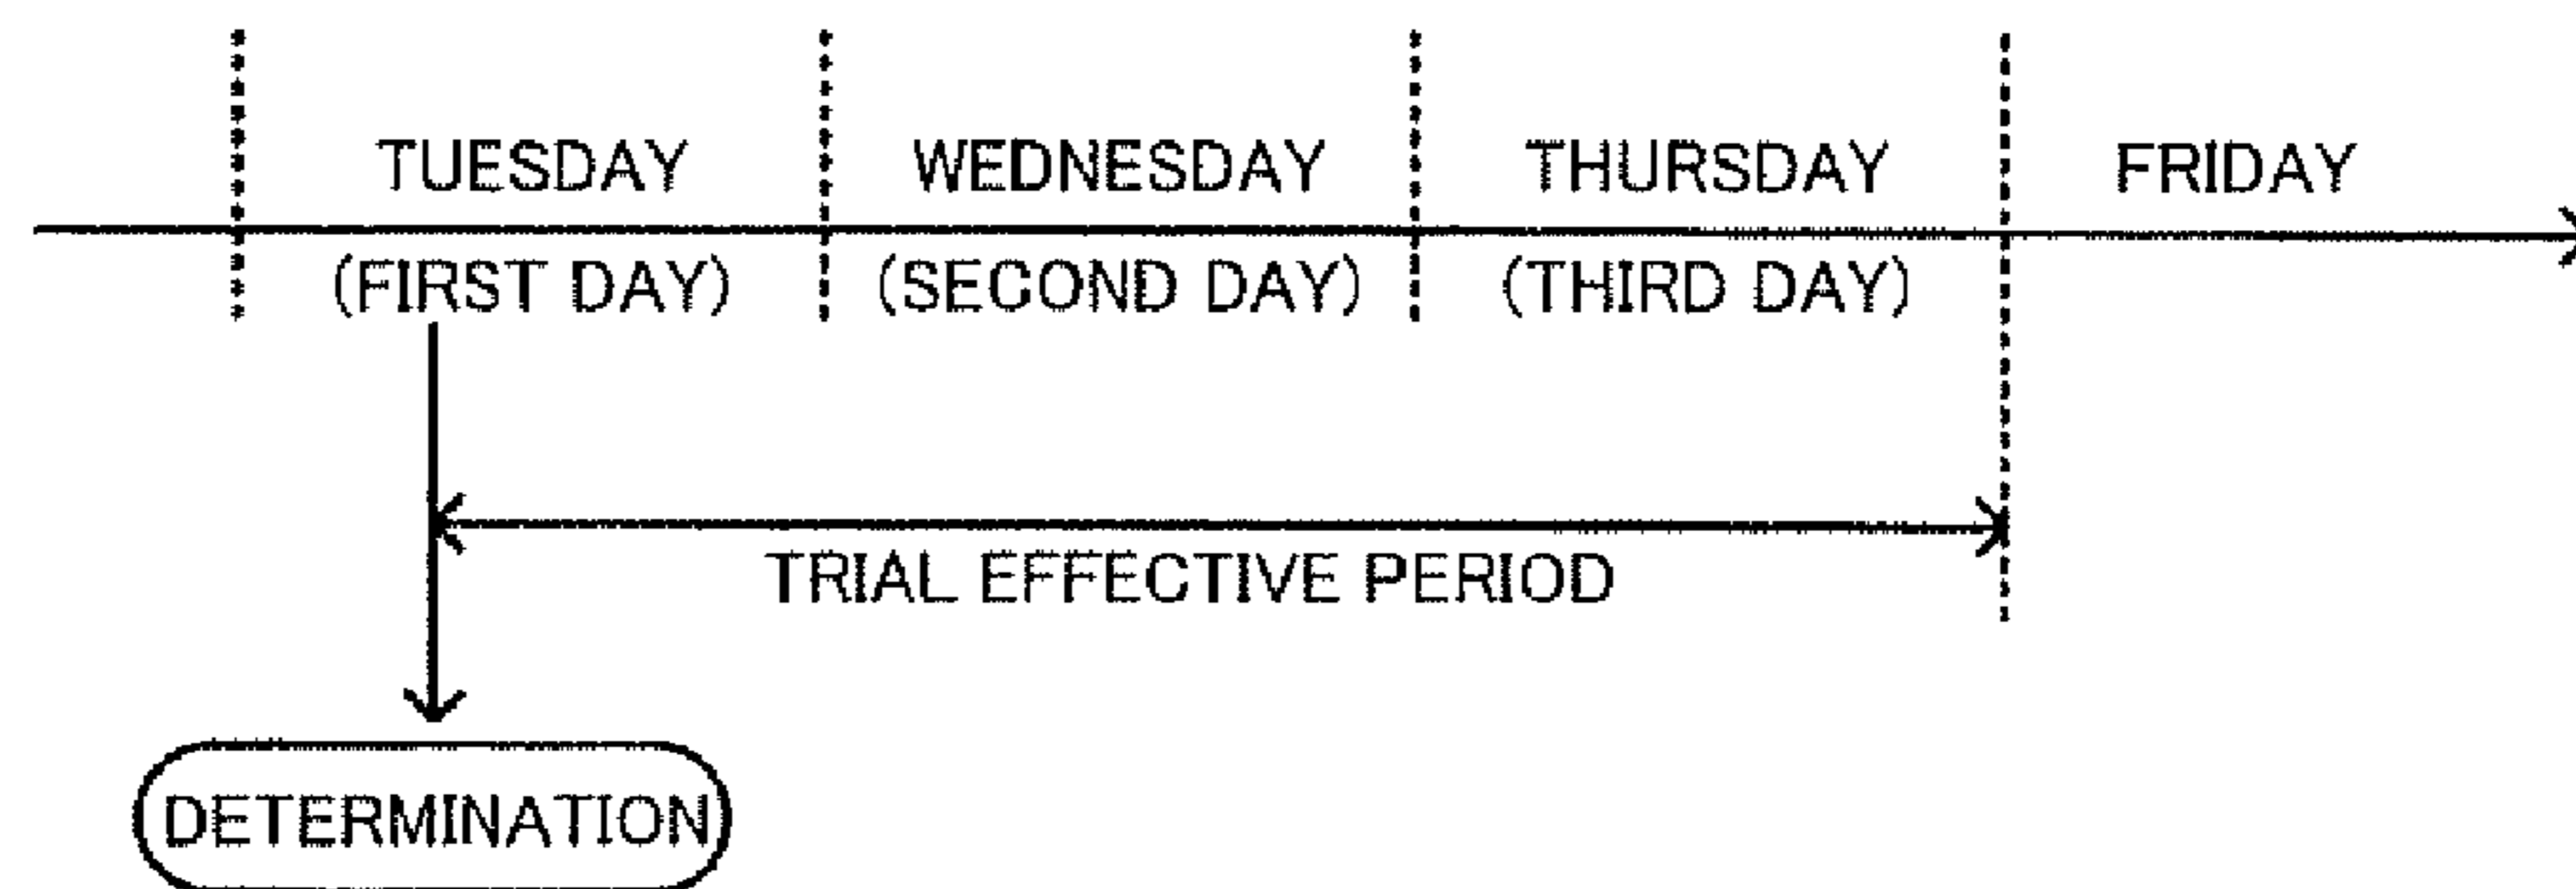 TUESDAY WEDNESDAY THURSDAY FRIDAY
(FIRST DAY) (SECOND DAY) (THIRD DAY)
TRIAL EFFECTIVE PERIOD
DETERMINATION